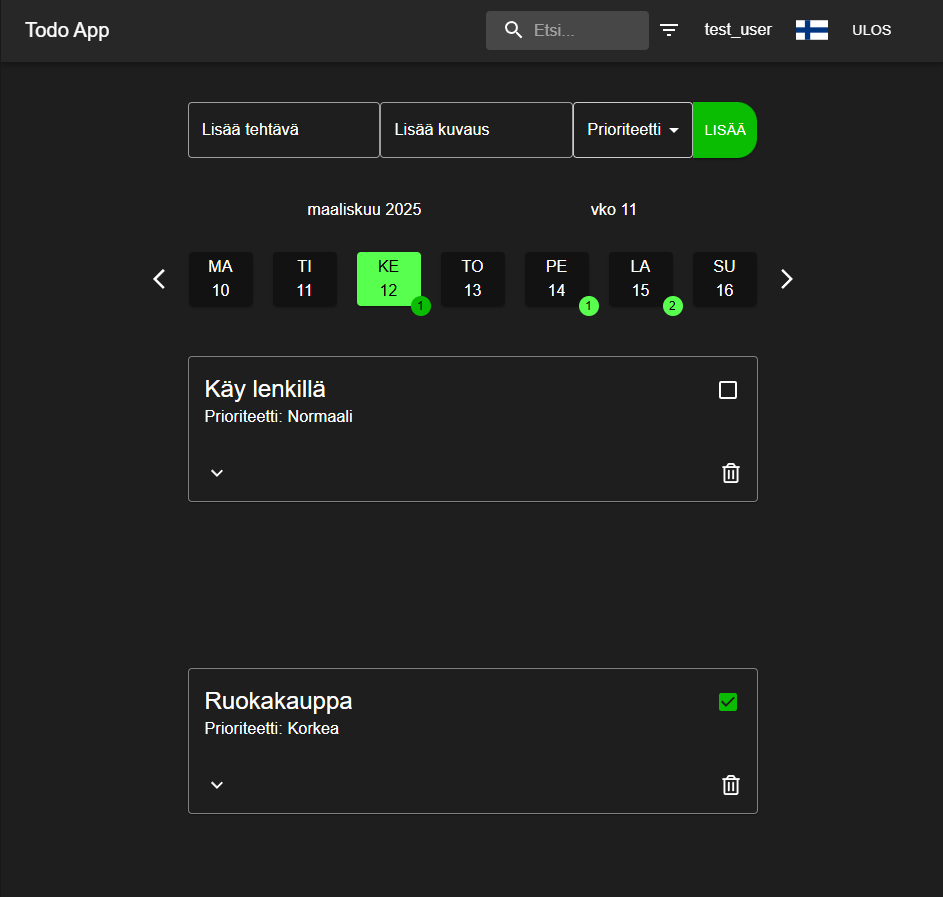 Todo App
Etsi...
test_user
ULOS
Lisää tehtävä
Lisää kuvaus
Prioriteetti
LISÄÄ
maaliskuu 2025
vko 11
MA
10
TI
11
KE
12
1
TO
13
PE
14
1
LA
15
2
SU
16
Käy lenkillä
Prioriteetti: Normaali
Ruokakauppa
Prioriteetti: Korkea